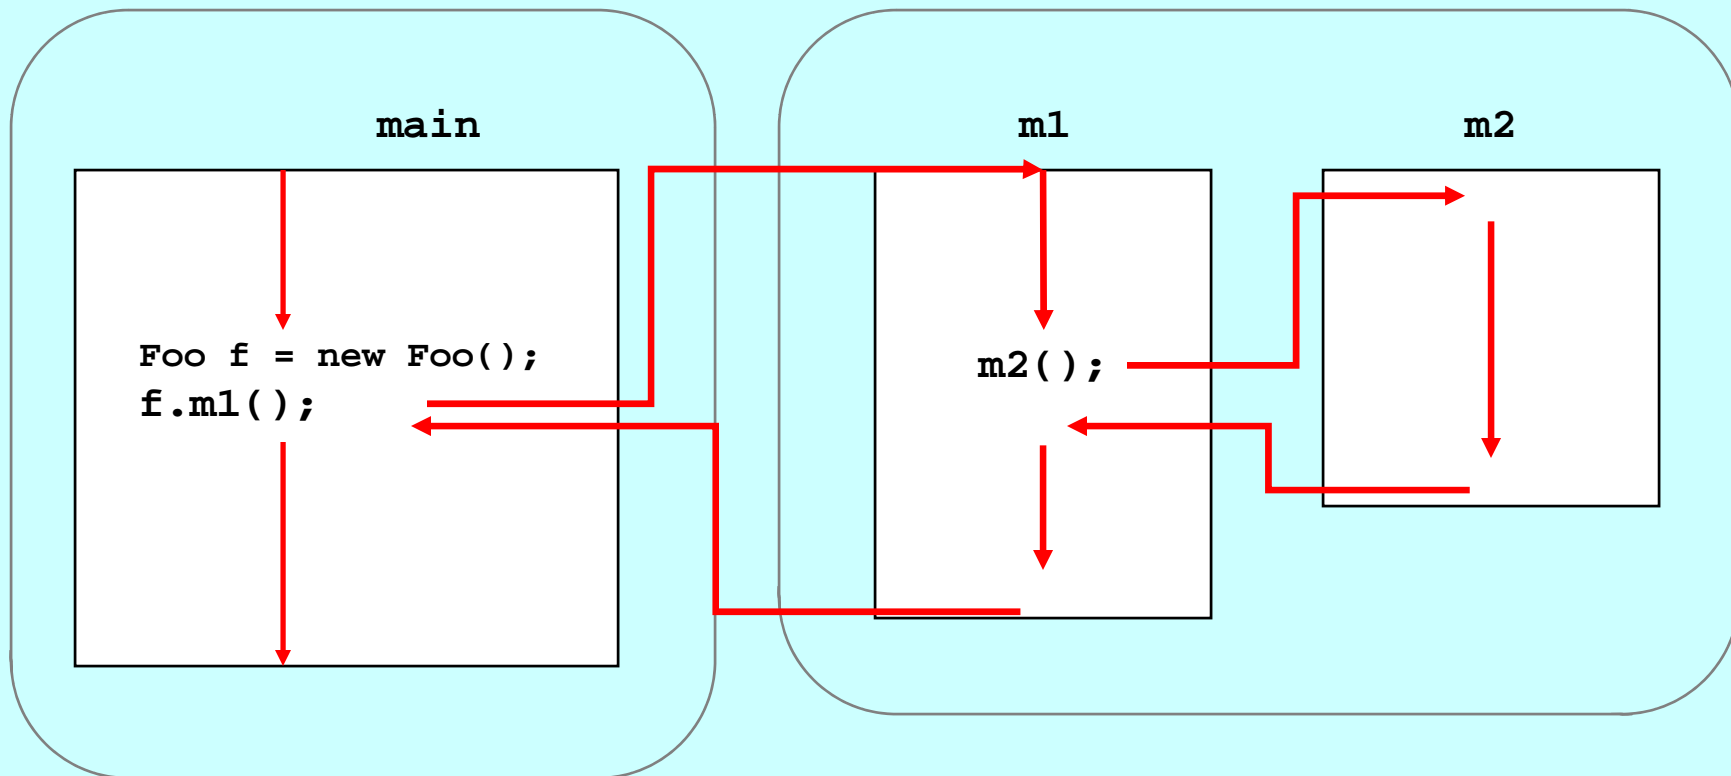 main
Foo f = new Foo();
f.m1();
m1
m2();
m2